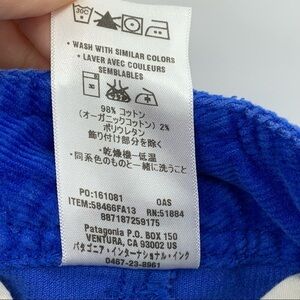 30C
• WASH WITH SIMILAR COLORS
• LAVER AVEC COULEURS
SEMBLABLES
98% コットン
(オーガニックコットン) 2%
ポリウレタン
飾り付け部分を除く
・乾燥機–低温
・同系色のものと一緒に洗うこと
PO:161081 OAS
ITEM:58466FA13 RN:51884
887187259175
Patagonia P.O. BOX 150
VENTURA, CA 93002 US
パタゴニア・インターナショナル・インク
0467-23-8961